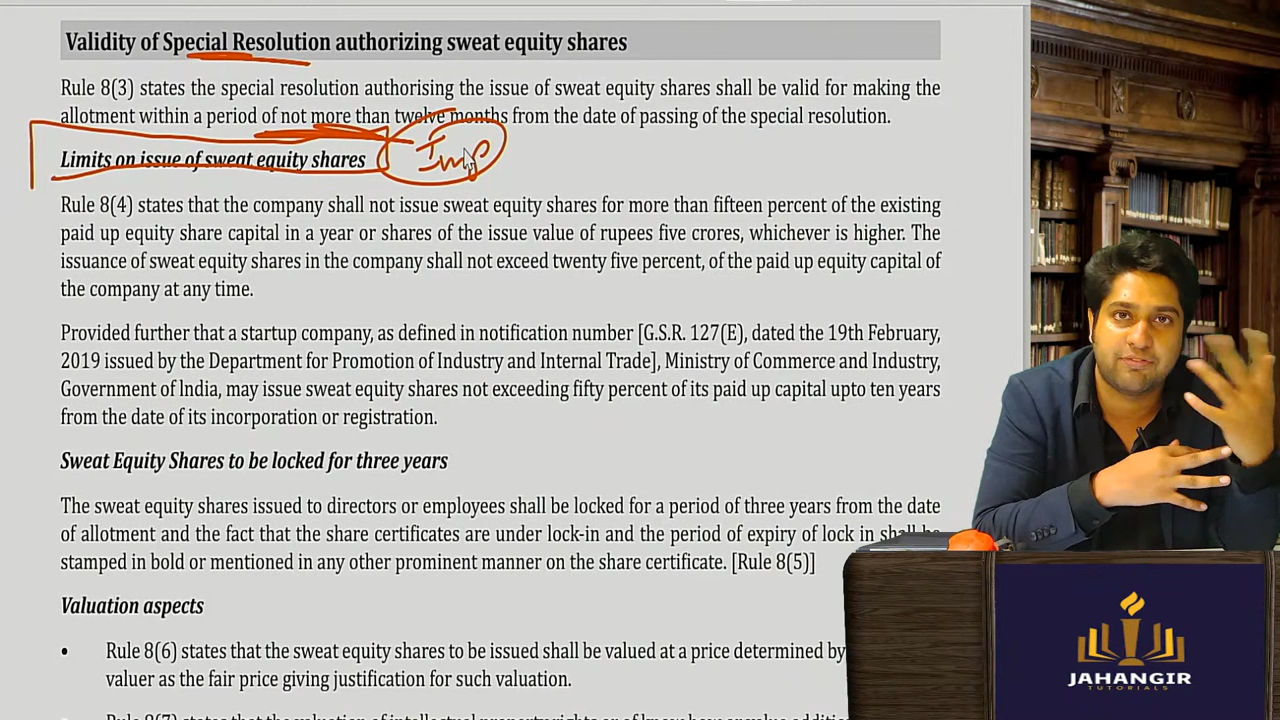 Validity of Special Resolution authorizing sweat equity shares
Rule 8(3) states the special resolution authorising the issue of sweat equity shares shall be valid for making the
allotment within a period of not more than twelve months from the date of passing of the special resolution.
Limits on issue of sweat equity shares
Imp
Rule 8(4) states that the company shall not issue sweat equity shares for more than fifteen percent of the existing
paid up equity share capital in a year or shares of the issue value of rupees five crores, whichever is higher. The
issuance of sweat equity shares in the company shall not exceed twenty five percent, of the paid up equity capital of
the company at any time.
Provided further that a startup company, as defined in notification number [G.S.R. 127(E), dated the 19th February,
2019 issued by the Department for Promotion of Industry and Internal Trade], Ministry of Commerce and Industry,
Government of India, may issue sweat equity shares not exceeding fifty percent of its paid up capital upto ten years
from the date of its incorporation or registration.
Sweat Equity Shares to be locked for three years
The sweat equity shares issued to directors or employees shall be locked for a period of three years from the date
of allotment and the fact that the share certificates are under lock-in and the period of expiry of lock in shall be
stamped in bold or mentioned in any other prominent manner on the share certificate. [Rule 8(5)]
Valuation aspects
• Rule 8(6) states that the sweat equity shares to be issued shall be valued at a price determined by
valuer as the fair price giving justification for such valuation.
JAHANGIR
TUTORIALS